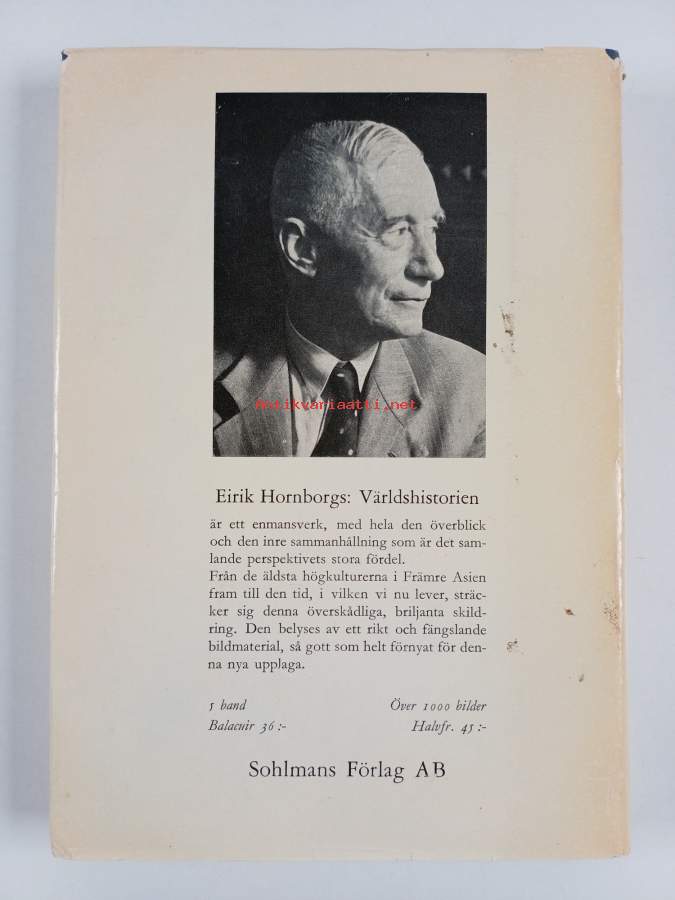 antikvariaatti.net
Eirik Hornborgs: Världshistorien
är ett enmansverk, med hela den överblick
och den inre sammanhållning som är det sam-
lande perspektivets stora fördel.
Från de äldsta högkulturerna i Främre Asien
fram till den tid, i vilken vi nu lever, sträc-
ker sig denna överskådliga, briljanta skild-
ring. Den belyses av ett rikt och fängslande
bildmaterial, så gott som helt förnyat för den-
na nya upplaga.
5 band Över 1000 bilder
Balacuir 36:- Halvfr. 45:-
Sohlmans Förlag AB